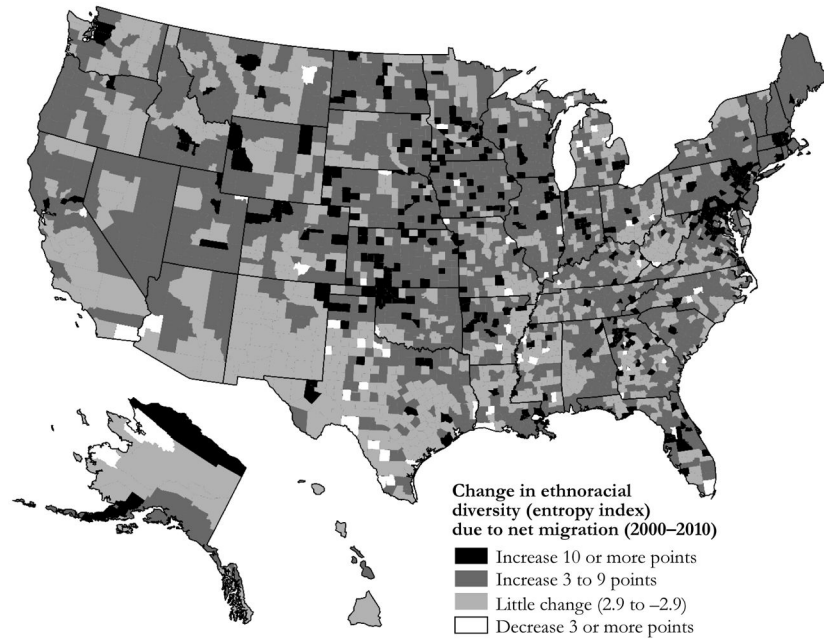 Change in ethnoracial
diversity (entropy index)
due to net migration (2000–2010)
Increase 10 or more points
Increase 3 to 9 points
Little change (2.9 to –2.9)
Decrease 3 or more points